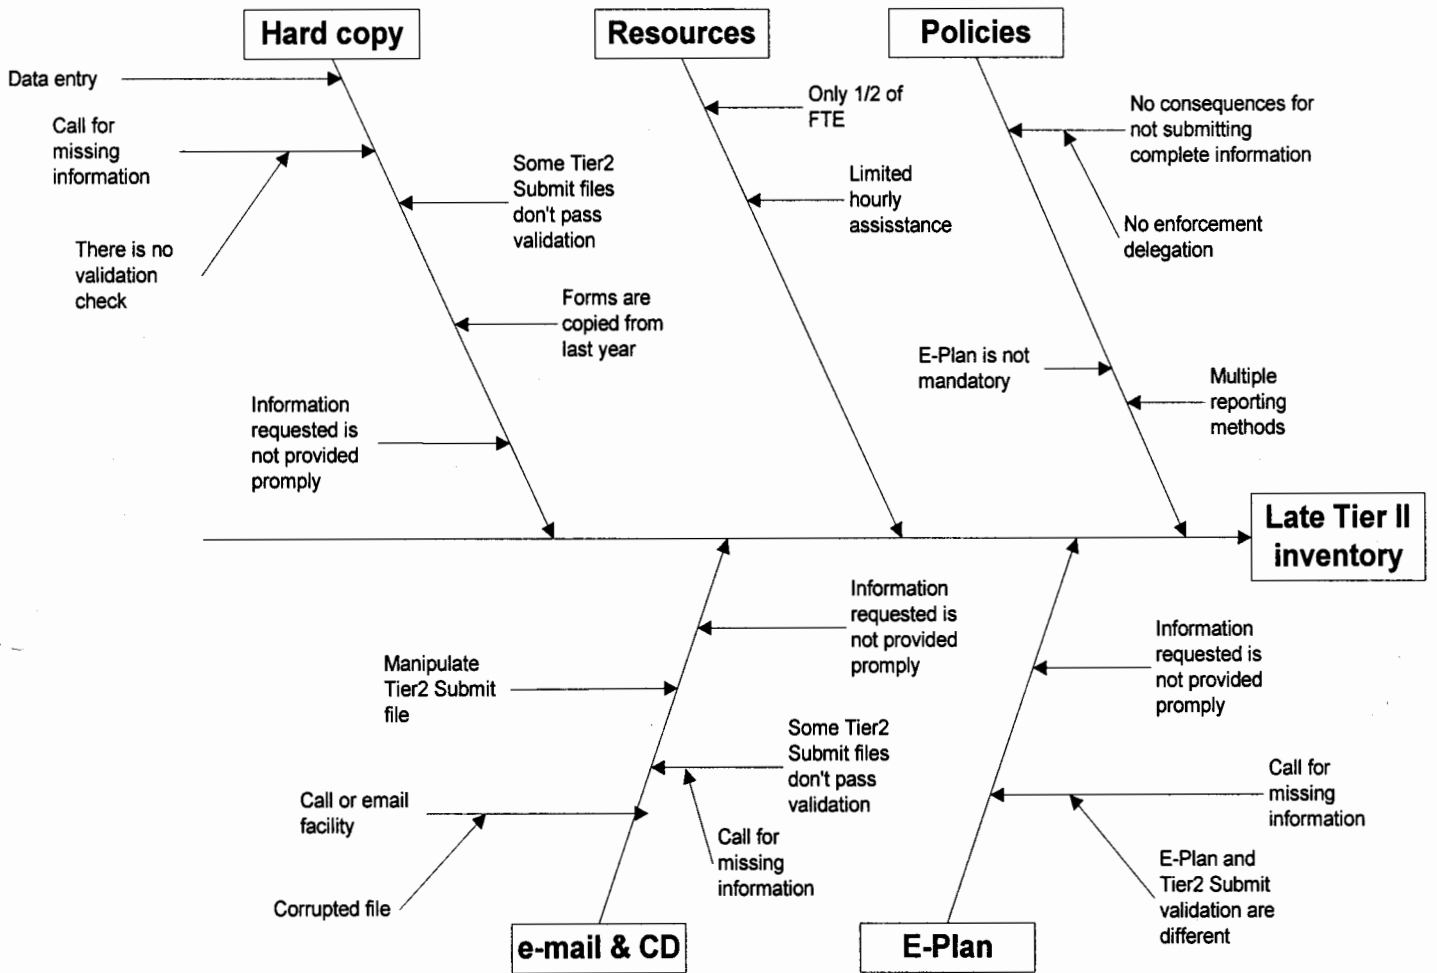 Hard copy
Resources
Policies
Data entry
Call for
missing
information
There is no
validation
check
Some Tier2
Submit files
don't pass
validation
Forms are
copied from
last year
Information
requested is
not provided
promply
Only 1/2 of
FTE
Limited
hourly
assisstance
No consequences for
not submitting
complete information
No enforcement
delegation
E-Plan is not
mandatory
Multiple
reporting
methods
Late Tier II
inventory
Information
requested is
not provided
promply
Manipulate
Tier2 Submit
file
Some Tier2
Submit files
don't pass
validation
Call or email
facility
Call for
missing
information
Corrupted file
e-mail & CD
Information
requested is
not provided
promply
Call for
missing
information
E-Plan and
Tier2 Submit
validation are
different
E-Plan